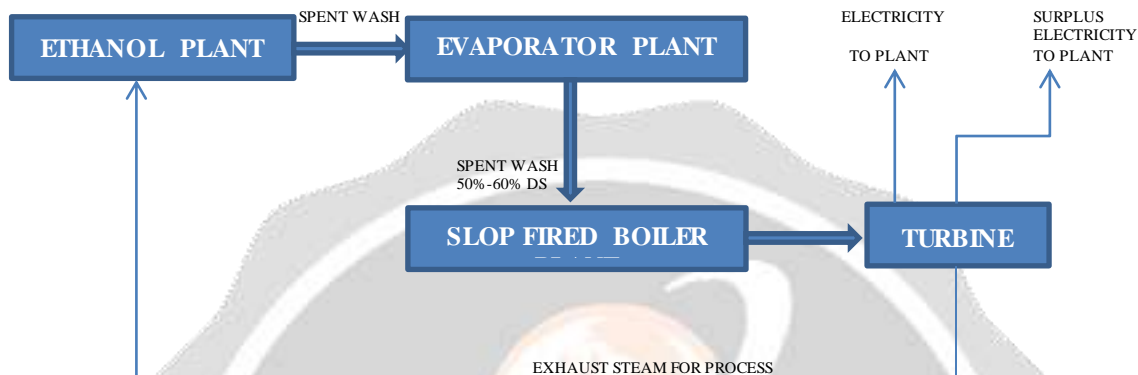 SPENT WASH
ETHANOL PLANT
EVAPORATOR PLANT
ELECTRICITY
TO PLANT
SURPLUS
ELECTRICITY
TO PLANT
SPENT WASH
50%-60% DS
SLOP FIRED BOILER
TURBINE
EXHAUST STEAM FOR PROCESS